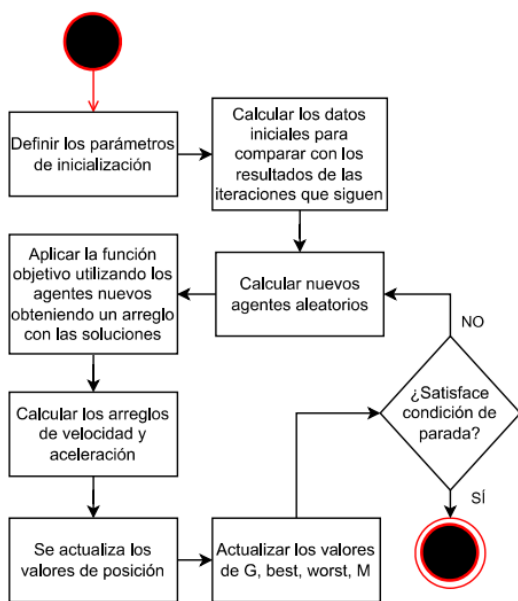 Definir los parámetros
de inicialización
Calcular los datos
iniciales para
comparar con los
resultados de las
iteraciones que siguen
Calcular nuevos
agentes aleatorios
Aplicar la función
objetivo utilizando los
agentes nuevos
obteniendo un arreglo
con las soluciones
Calcular los arreglos
de velocidad y
aceleración
Se actualiza los
valores de posición
Actualizar los valores
de G, best, worst, M
¿Satisface
condición de
parada?
NO
SÍ